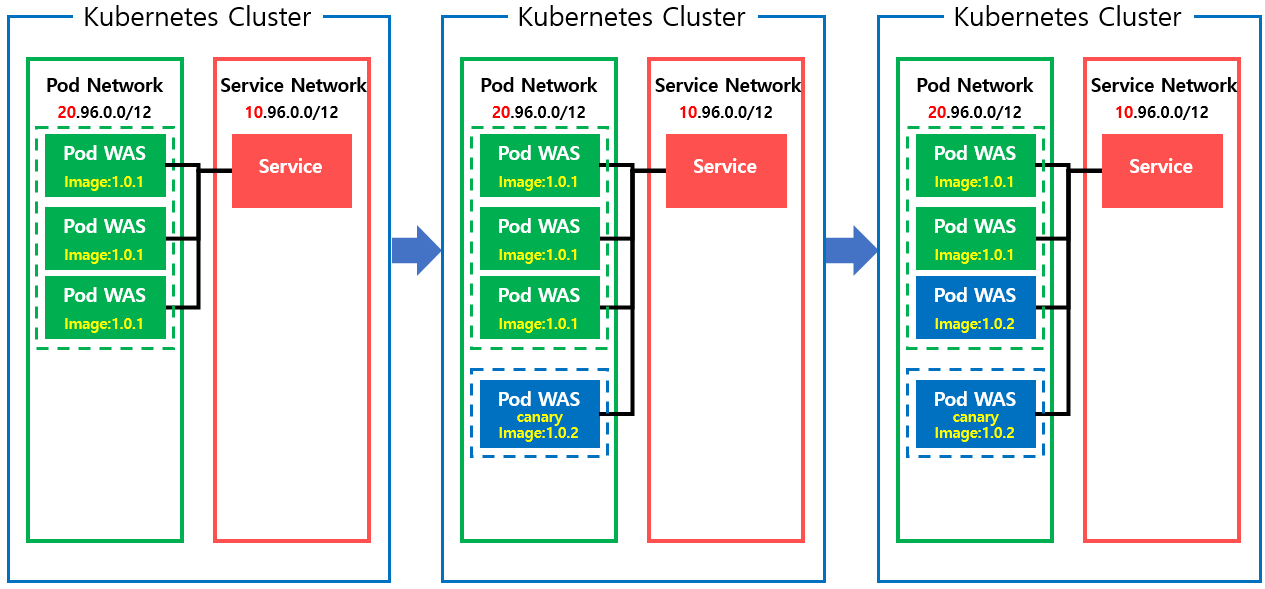 Kubernetes Cluster
Pod Network
20.96.0.0/12
Pod WAS
Image:1.0.1
Pod WAS
Image:1.0.1
Pod WAS
Image:1.0.1
Service Network
10.96.0.0/12
Service
Kubernetes Cluster
Pod Network
20.96.0.0/12
Pod WAS
Image:1.0.1
Pod WAS
Image:1.0.1
Pod WAS
Image:1.0.1
Pod WAS
canary
Image:1.0.2
Service Network
10.96.0.0/12
Service
Kubernetes Cluster
Pod Network
20.96.0.0/12
Pod WAS
Image:1.0.1
Pod WAS
Image:1.0.1
Pod WAS
Image:1.0.2
Pod WAS
canary
Image:1.0.2
Service Network
10.96.0.0/12
Service